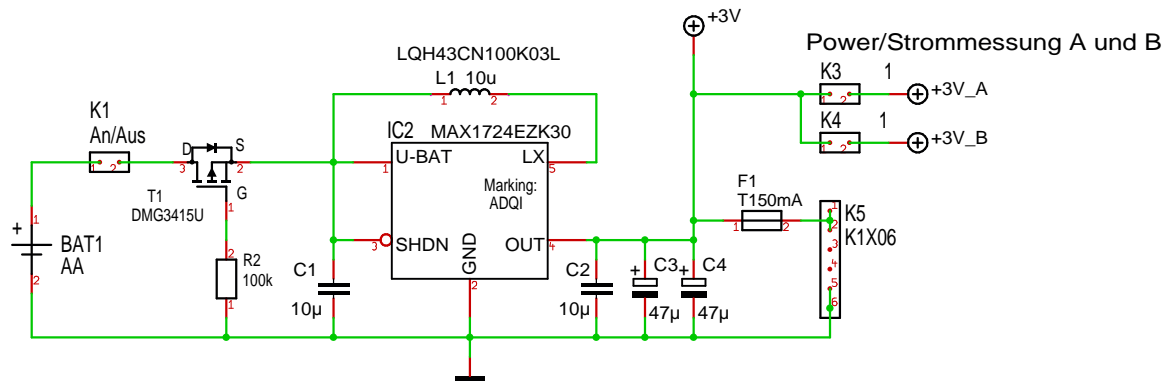 +3V
Power/Strommessung A und B
LQH43CN100K03L
L1 10u
1 2
K3 1
1 2
+3V_A
K1
An/Aus
IC2 MAX1724EZK30
K4 1
1 2
+3V_B
1 2
D S
3 2
G
1
U-BAT
1
LX
5
Marking:
ADQI
T1
DMG3415U
1
+
BAT1
AA
2
2
R2
100k
1
3
SHDN
GND
2
OUT
4
F1
T150mA
1 2
K5
K1X06
1
2
3
4
5
6
C1
10µ
C2
10µ
+
C3
47µ
+
C4
47µ